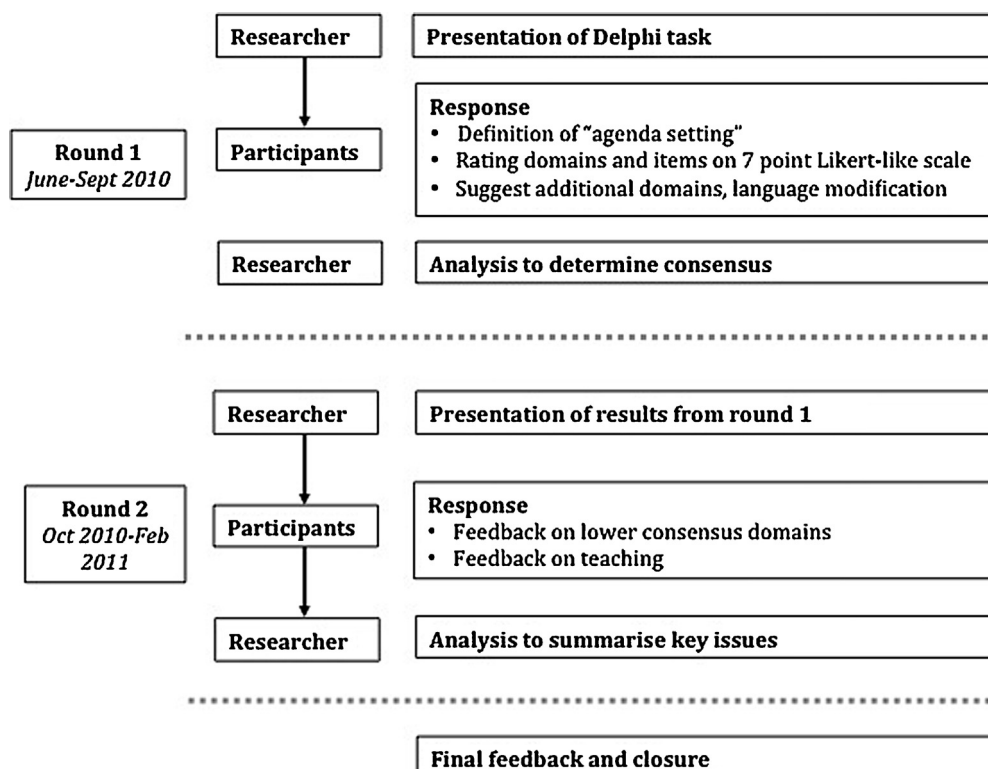 Researcher
Presentation of Delphi task
Round 1
June-Sept 2010
Participants
Response
• Definition of "agenda setting"
• Rating domains and items on 7 point Likert-like scale
• Suggest additional domains, language modification
Researcher
Analysis to determine consensus
Researcher
Presentation of results from round 1
Round 2
Oct 2010-Feb
2011
Participants
Response
• Feedback on lower consensus domains
• Feedback on teaching
Researcher
Analysis to summarise key issues
Final feedback and closure